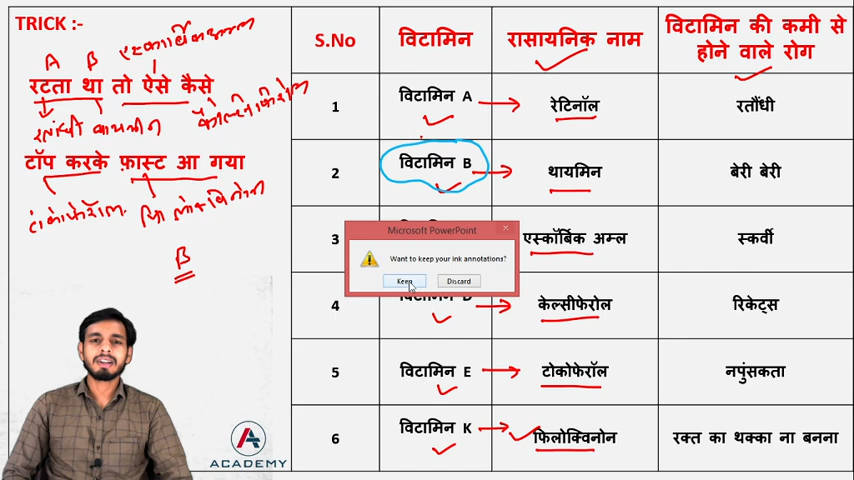 TRICK :-
A B
रटता था तो ऐसे कैसे
टॉप करके फ़ास्ट आ गया
B
ACADEMY
S.No विटामिन रासायनिक नाम विटामिन की कमी से होने वाले रोग
1 विटामिन A रेटिनॉल रतौंधी
2 विटामिन B थायमिन बेरी बेरी
3 एस्कॉर्बिक अम्ल स्कर्वी
4 विटामिन D केल्सीफेरोल रिकेट्स
5 विटामिन E टोकोफेरॉल नपुंसकता
6 विटामिन K फिलोक्विनोन रक्त का थक्का ना बनना
Microsoft PowerPoint
Want to keep your ink annotations?
Keep Discard